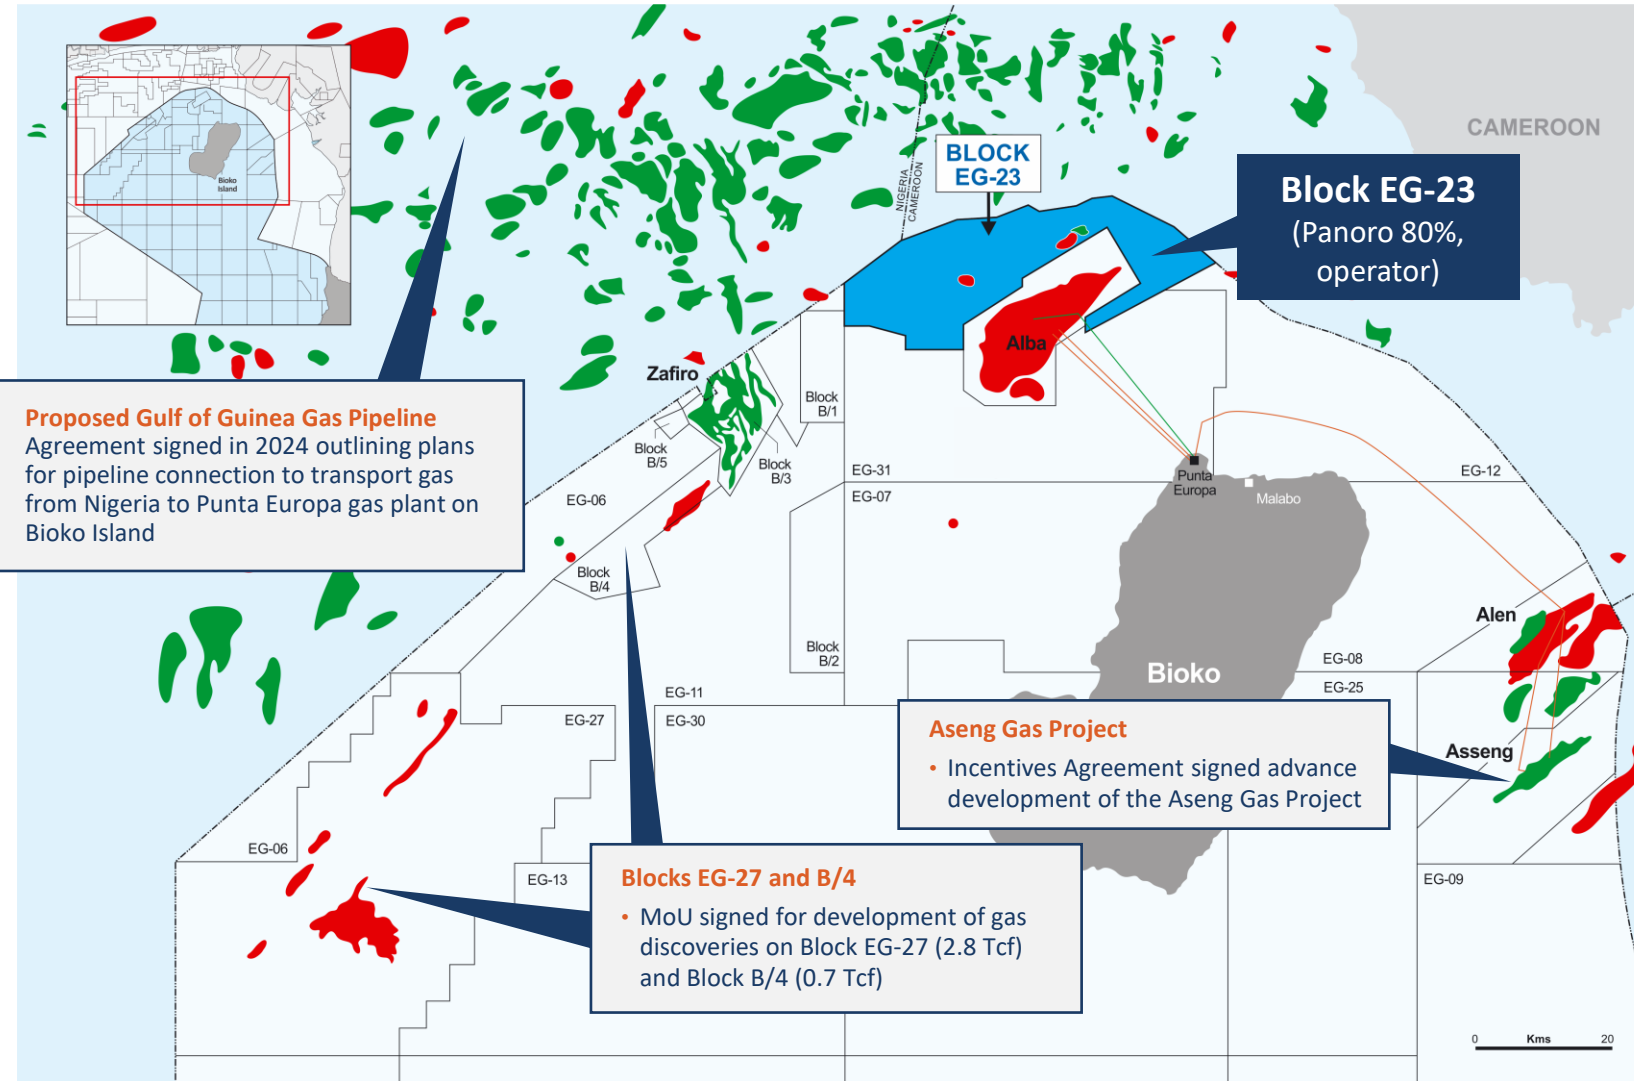 CAMEROON
Bioko
Island
BLOCK
EG-23
NIGERIA
CAMEROON
Block EG-23
(Panoro 80%,
operator)
Alba
Zafiro
Proposed Gulf of Guinea Gas Pipeline
Agreement signed in 2024 outlining plans
for pipeline connection to transport gas
from Nigeria to Punta Europa gas plant on
Bioko Island
Block
B/1
Block
B/5
Block
B/3
EG-31
EG-07
EG-06
Punta
Europa
Malabo
EG-12
Block
B/4
Alen
Block
B/2
Bioko
EG-08
EG-25
EG-11
EG-30
EG-27
Aseng Gas Project
• Incentives Agreement signed advance
development of the Aseng Gas Project
Asseng
EG-06
EG-13
Blocks EG-27 and B/4
• MoU signed for development of gas
discoveries on Block EG-27 (2.8 Tcf)
and Block B/4 (0.7 Tcf)
EG-09
0 Kms 20